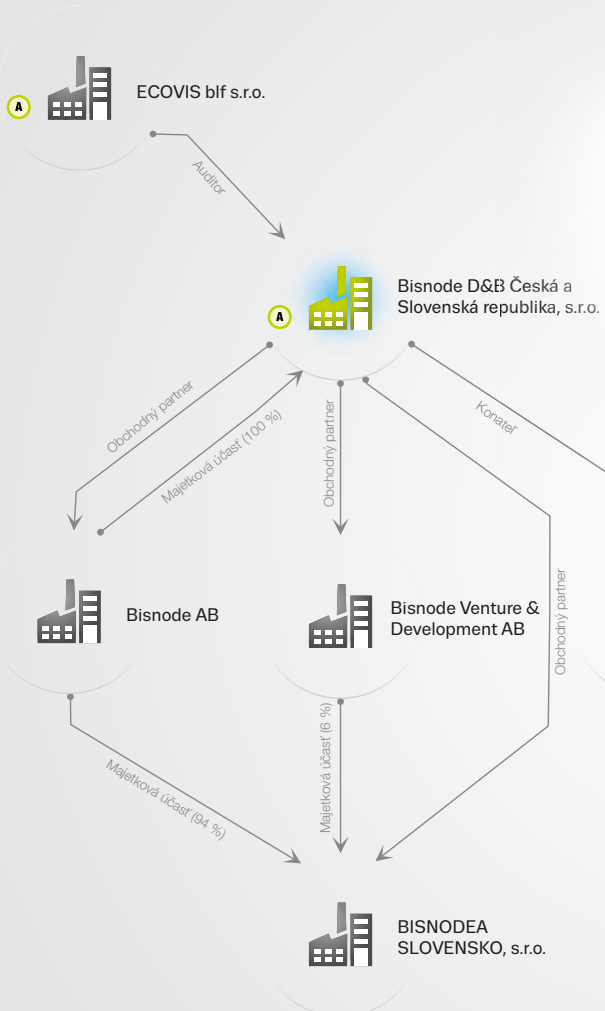 A
ECOVIS blf s.r.o.
Auditor
A
Bisnode D&B Česká a
Slovenská republika, s.r.o.
Obchodný partner
Majetková účasť (100 %)
Obchodný partner
Konateľ
Obchodný partner
Bisnode AB
Bisnode Venture &
Development AB
Majetková účasť (94 %)
Majetková účasť (6 %)
BISNODEA
SLOVENSKO, s.r.o.